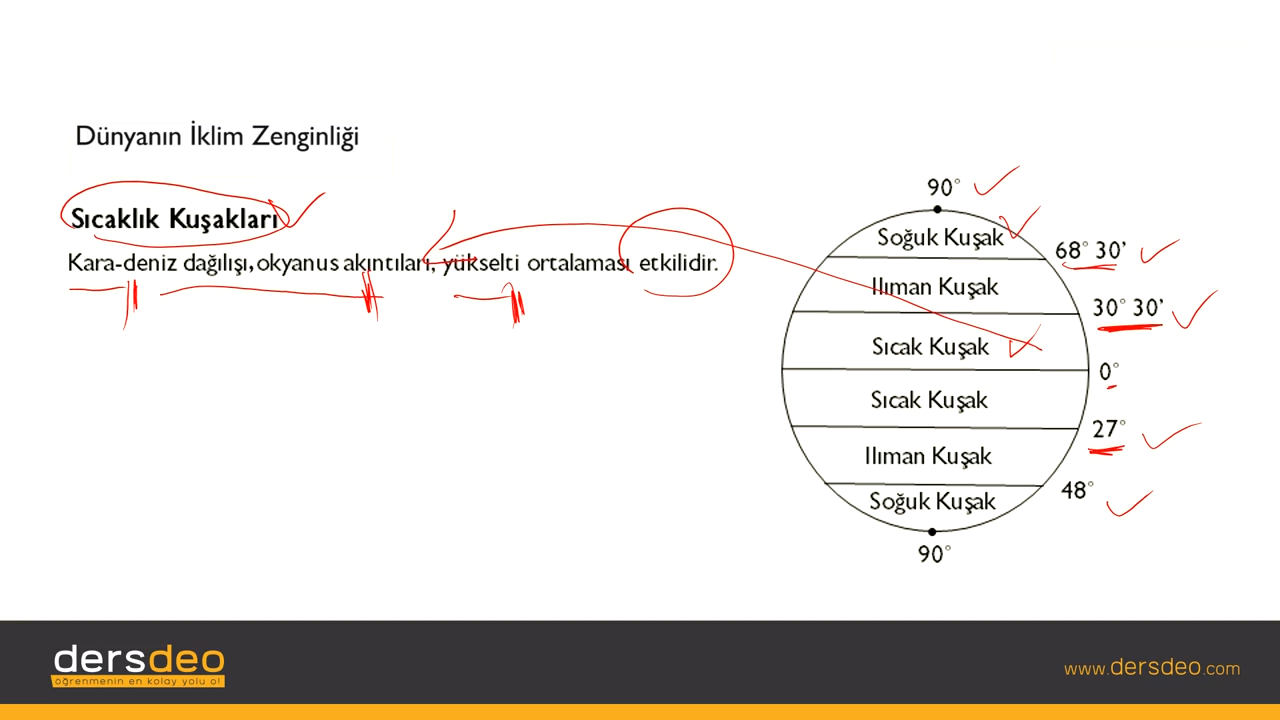 Dünyanın İklim Zenginliği
Sıcaklık Kuşakları
Kara-deniz dağılışı, okyanus akıntıları, yükselti ortalaması etkilidir.
90°
Soğuk Kuşak
68° 30’
Ilıman Kuşak
30° 30’
Sıcak Kuşak
0°
Sıcak Kuşak
27°
Ilıman Kuşak
48°
Soğuk Kuşak
90°
dersdeo
öğrenmenin en kolay yolu o!
www.dersdeo.com